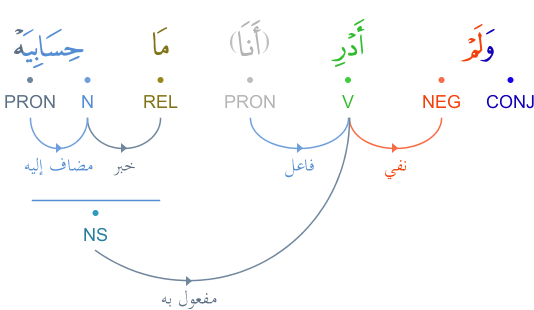 وَلَمْ أَدْرِ (أَنَا) مَا حِسَابِيَهْ
CONJ NEG V PRON REL N PRON
نفي فاعل خبر مضاف إليه
NS
مفعول به